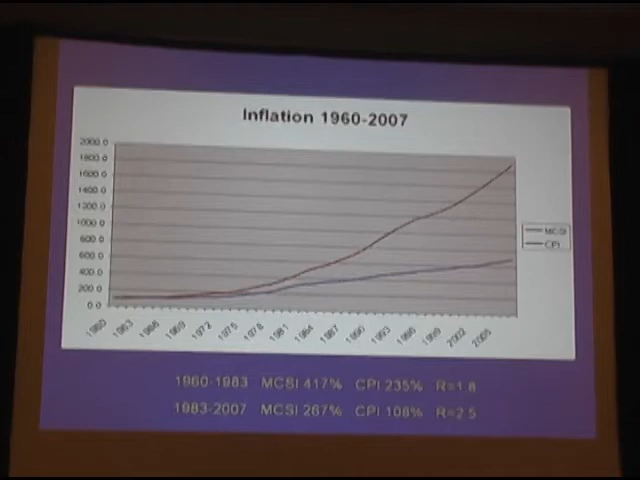 Inflation 1960-2007
2000.0
1800.0
1600.0
1400.0
1200.0
1000.0
800.0
600.0
400.0
200.0
0.0
1960 1963 1966 1969 1972 1975 1978 1981 1984 1987 1990 1993 1996 1999 2002 2005
MCSI
CPI
1960-1983 MCSI 417% CPI 235% R=1.8
1983-2007 MCSI 267% CPI 108% R=2.5